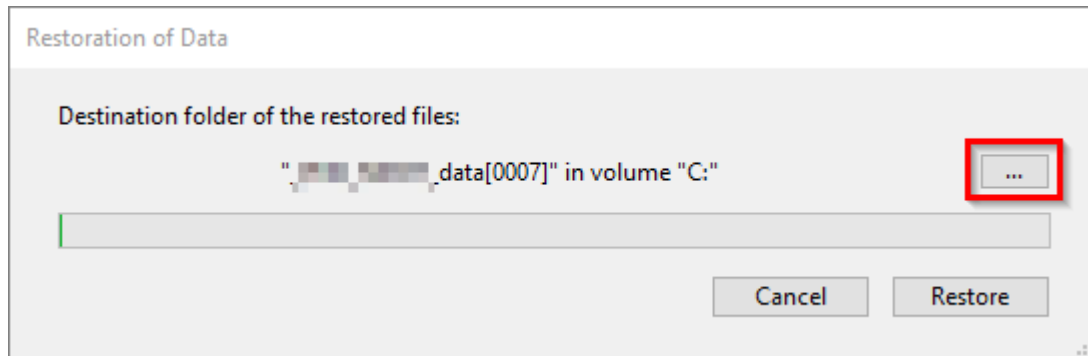 Restoration of Data
Destination folder of the restored files:
"._data[0007]" in volume "C:"
...
Cancel
Restore